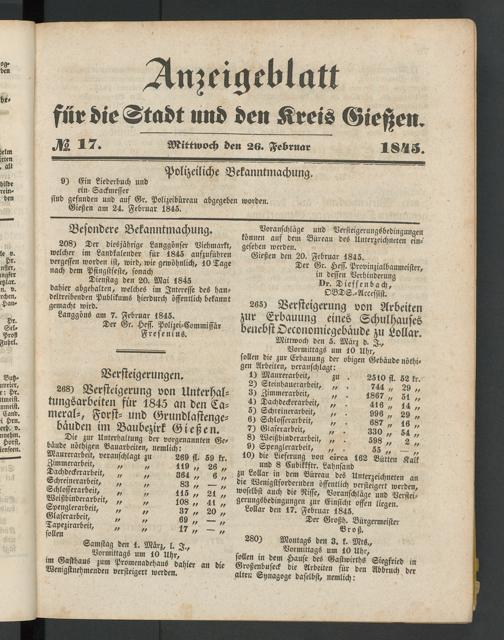 Anzeigeblatt
für die Stadt und den Kreis Gießen.
№ 17. Mittwoch den 26. Februar 1845.
Polizeiliche Bekanntmachung.
9) Ein Liederbuch und
ein Sackmesser
sind gefunden und auf Gr. Polizeibüreau abgegeben worden.
Gießen am 24. Februar 1845.
Besondere Bekanntmachung.
208) Der diesjährige Langgönser Viehmarkt,
welcher im Landkalender für 1845 anzuführen
vergessen worden ist, wird, wie gewöhnlich, 10 Tage
nach dem Pfingstfeste, sonach
Dienstag den 20. Mai 1845
dahier abgehalten, welches im Interesse des han-
deltreibenden Publikums hierdurch öffentlich bekannt
gemacht wird.
Langgöns am 7. Februar 1845.
Der Gr. Hess. Polizei-Commissär
Fresenius.
Versteigerungen.
268) Versteigerung von Unterhal-
tungsarbeiten für 1845 an den Ca-
meral-, Forst- und Grundlastenge-
bäuden im Baubezirk Gießen.
Die zur Unterhaltung der vorgenannten Ge-
bäude nöthigen Bauarbeiten, nemlich:
Maurerarbeit, veranschlagt zu 269 fl. 59 kr.
Zimmerarbeit, „ „ 119 „ 26 „
Dachdeckerarbeit, „ „ 364 „ 2 „
Schreinerarbeit, „ „ 83 „ — „
Schlosserarbeit, „ „ 115 „ 21 „
Weißbinderarbeit, „ „ 108 „ 41 „
Spenglerarbeit, „ „ 37 „ 20 „
Glaserarbeit, „ „ 69 „ — „
Tapezierarbeit, „ „ 17 „ — „
sollen
Samstag den 1. März, l. J.,
Vormittags um 10 Uhr,
im Gasthaus zum Promenadehaus dahier an die
Wenigstnehmenden versteigert werden.
Voranschläge und Versteigerungsbedingungen
können auf dem Büreau des Unterzeichneten ein-
gesehen werden.
Gießen den 20. Februar 1845.
Der Gr. Hess. Provinzialbaumeister,
in dessen Verhinderung
Dr. Dieffenbach,
OBDS-Accessist.
265) Versteigerung von Arbeiten
zur Erbauung eines Schulhauses
benebst Oeconomiegebäude zu Lollar.
Mittwoch den 5. März d. J.,
Vormittags um 10 Uhr,
sollen die zur Erbauung der obigen Gebäude nöthi-
gen Arbeiten, veranschlagt:
1) Maurerarbeit, zu 2510 fl. 52 kr.
2) Steinhauerarbeit, „ 744 „ 29 „
3) Zimmerarbeit, „ 1867 „ 51 „
4) Dachdeckerarbeit, „ 416 „ 14 „
5) Schreinerarbeit, „ 996 „ 29 „
6) Schlosserarbeit, „ 687 „ 16 „
7) Glaserarbeit, „ 330 „ 54 „
8) Weißbinderarbeit, „ 598 „ 2 „
9) Spenglerarbeit, „ 55 „ — „
10) die Lieferung von circa 162 Bütten Kalk
und 8 Cubikfftr. Lahnsand
zu Lollar in dem Büreau des Unterzeichneten an
die Wenigstfordernden öffentlich versteigert werden,
woselbst auch die Risse, Voranschläge und Verstei-
gerungsbedingungen zur Einsicht offen liegen.
Lollar den 17. Februar 1845.
Der Großh. Bürgermeister
Groß.
280) Montags den 3. k. Mts.,
Vormittags um 10 Uhr,
sollen in dem Hause des Gastwirths Siegfried in
Großenbuseck die Arbeiten für den Abbruch der
alten Synagoge daselbst, nemlich: